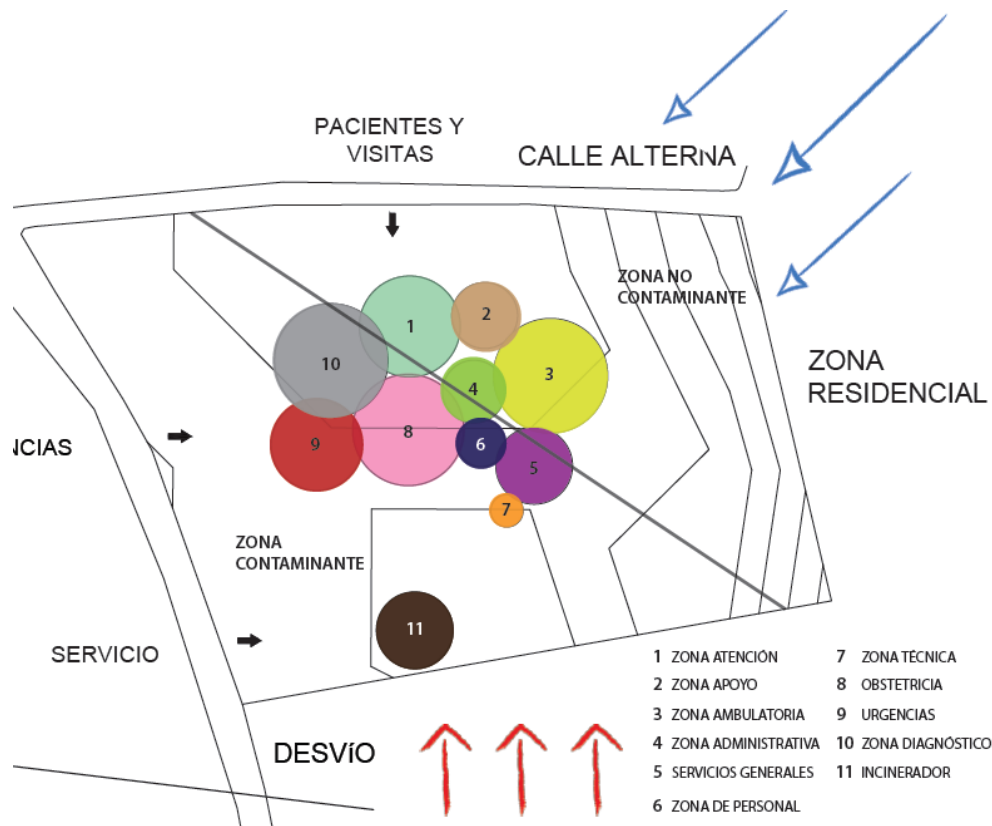 PACIENTES Y
VISITAS
CALLE ALTERNA
ZONA NO
CONTAMINANTE
ZONA
RESIDENCIAL
1
2
3
10
4
8
9
6
5
7
NCIAS
ZONA
CONTAMINANTE
11
SERVICIO
DESVíO
1 ZONA ATENCIÓN
2 ZONA APOYO
3 ZONA AMBULATORIA
4 ZONA ADMINISTRATIVA
5 SERVICIOS GENERALES
6 ZONA DE PERSONAL
7 ZONA TÉCNICA
8 OBSTETRICIA
9 URGENCIAS
10 ZONA DIAGNÓSTICO
11 INCINERADOR